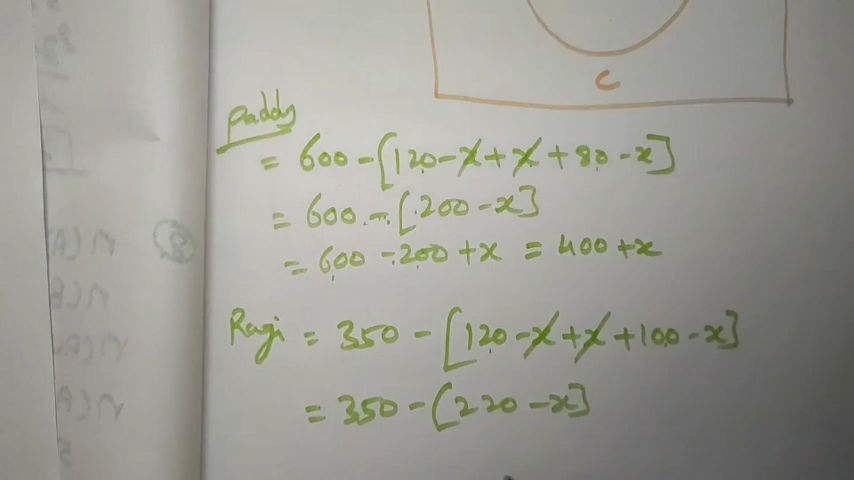 C
Paddy
= 600 - [120 - x + x + 80 - x]
= 600 - [200 - x]
= 600 - 200 + x = 400 + x
Ragi = 350 - [120 - x + x + 100 - x]
= 350 - [220 - x]